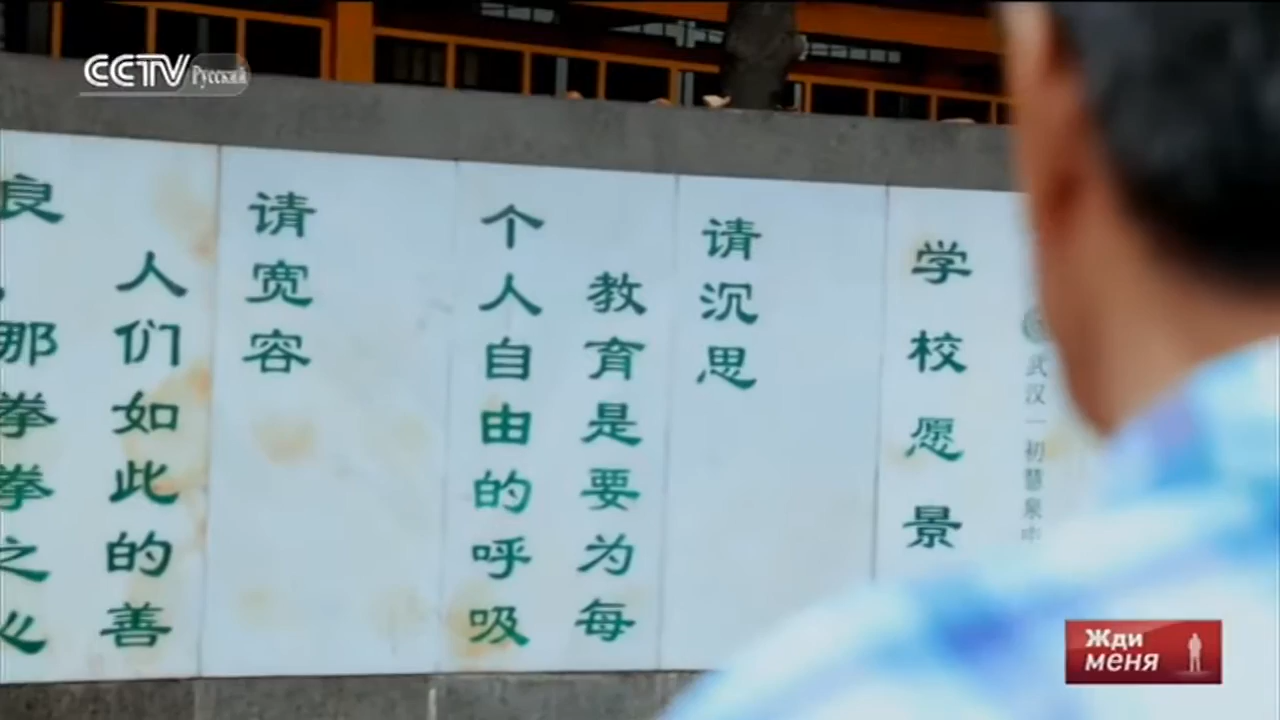 CCTV Русский
武汉一初慧泉中
学校愿景
请沉思
教育是要为每
个人自由的呼吸
请宽容
人们如此的善
良，那拳拳之心
Жди
меня